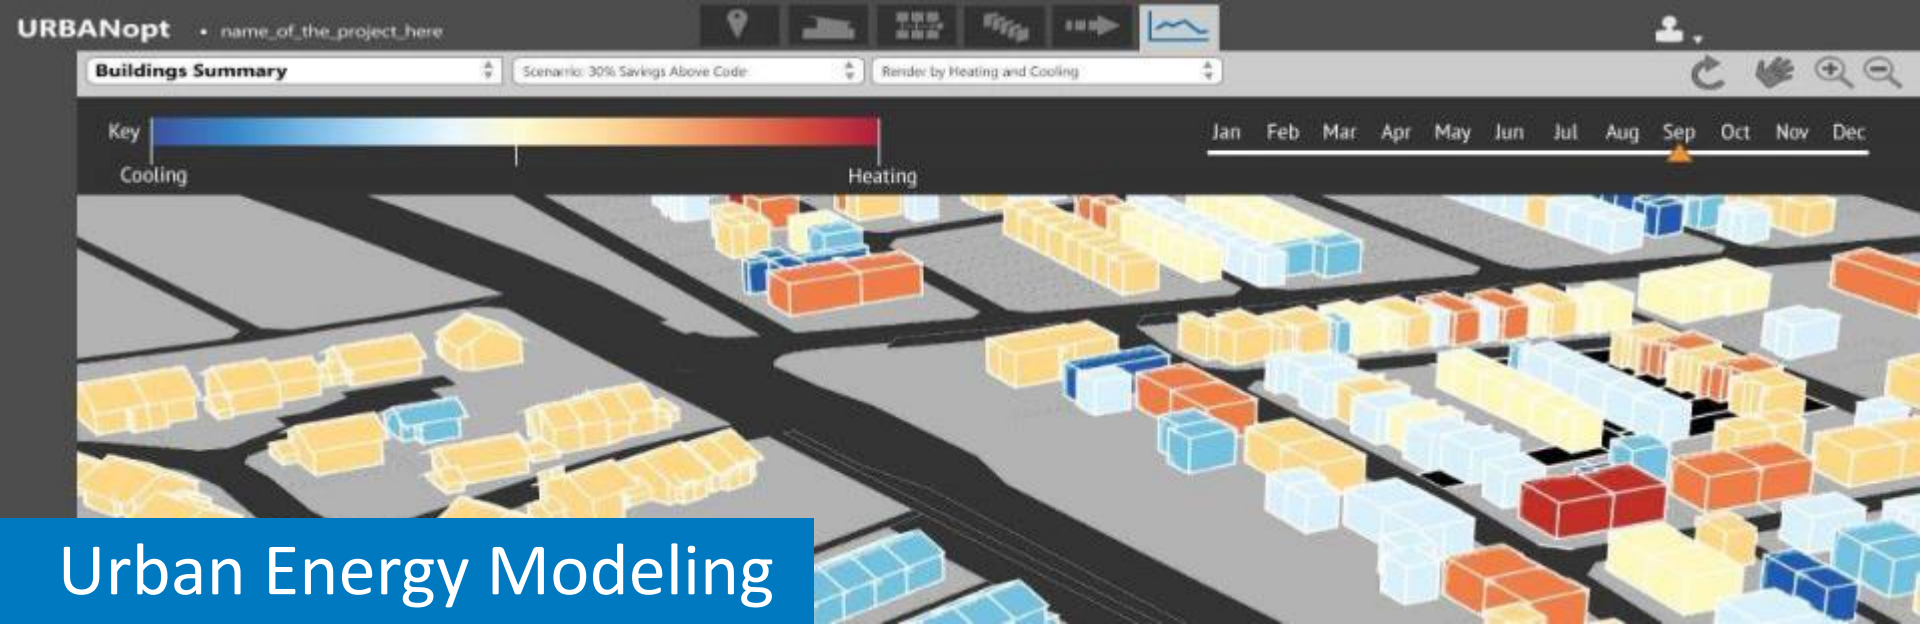 URBANopt • name_of_the_project_here
Buildings Summary
Scenarrio: 30% Savings Above Code
Render by Heating and Cooling
Key
Cooling
Heating
Jan Feb Mar Apr May Jun Jul Aug Sep Oct Nov Dec
Urban Energy Modeling